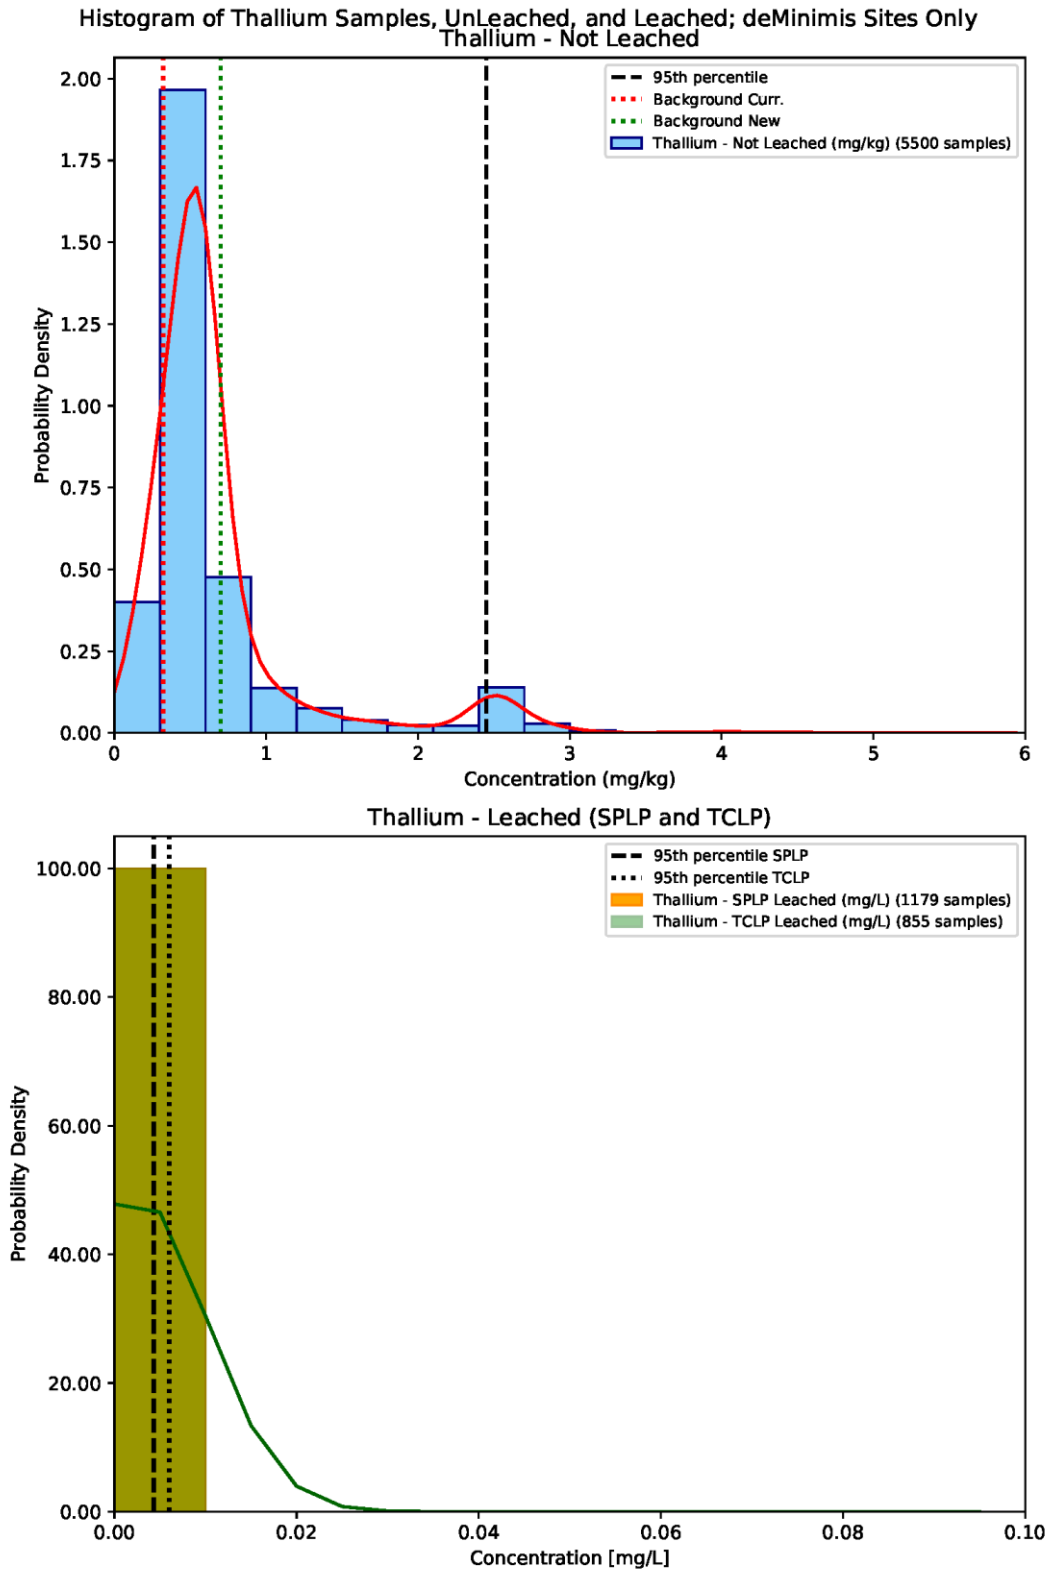 Histogram of Thallium Samples, UnLeached, and Leached; deMinimis Sites Only
Thallium - Not Leached
95th percentile
Background Curr.
Background New
Thallium - Not Leached (mg/kg) (5500 samples)
Probability Density
2.00
1.75
1.50
1.25
1.00
0.75
0.50
0.25
0.00
0 1 2 3 4 5 6
Concentration (mg/kg)
Thallium - Leached (SPLP and TCLP)
95th percentile SPLP
95th percentile TCLP
Thallium - SPLP Leached (mg/L) (1179 samples)
Thallium - TCLP Leached (mg/L) (855 samples)
Probability Density
100.00
80.00
60.00
40.00
20.00
0.00
0.00 0.02 0.04 0.06 0.08 0.10
Concentration [mg/L]